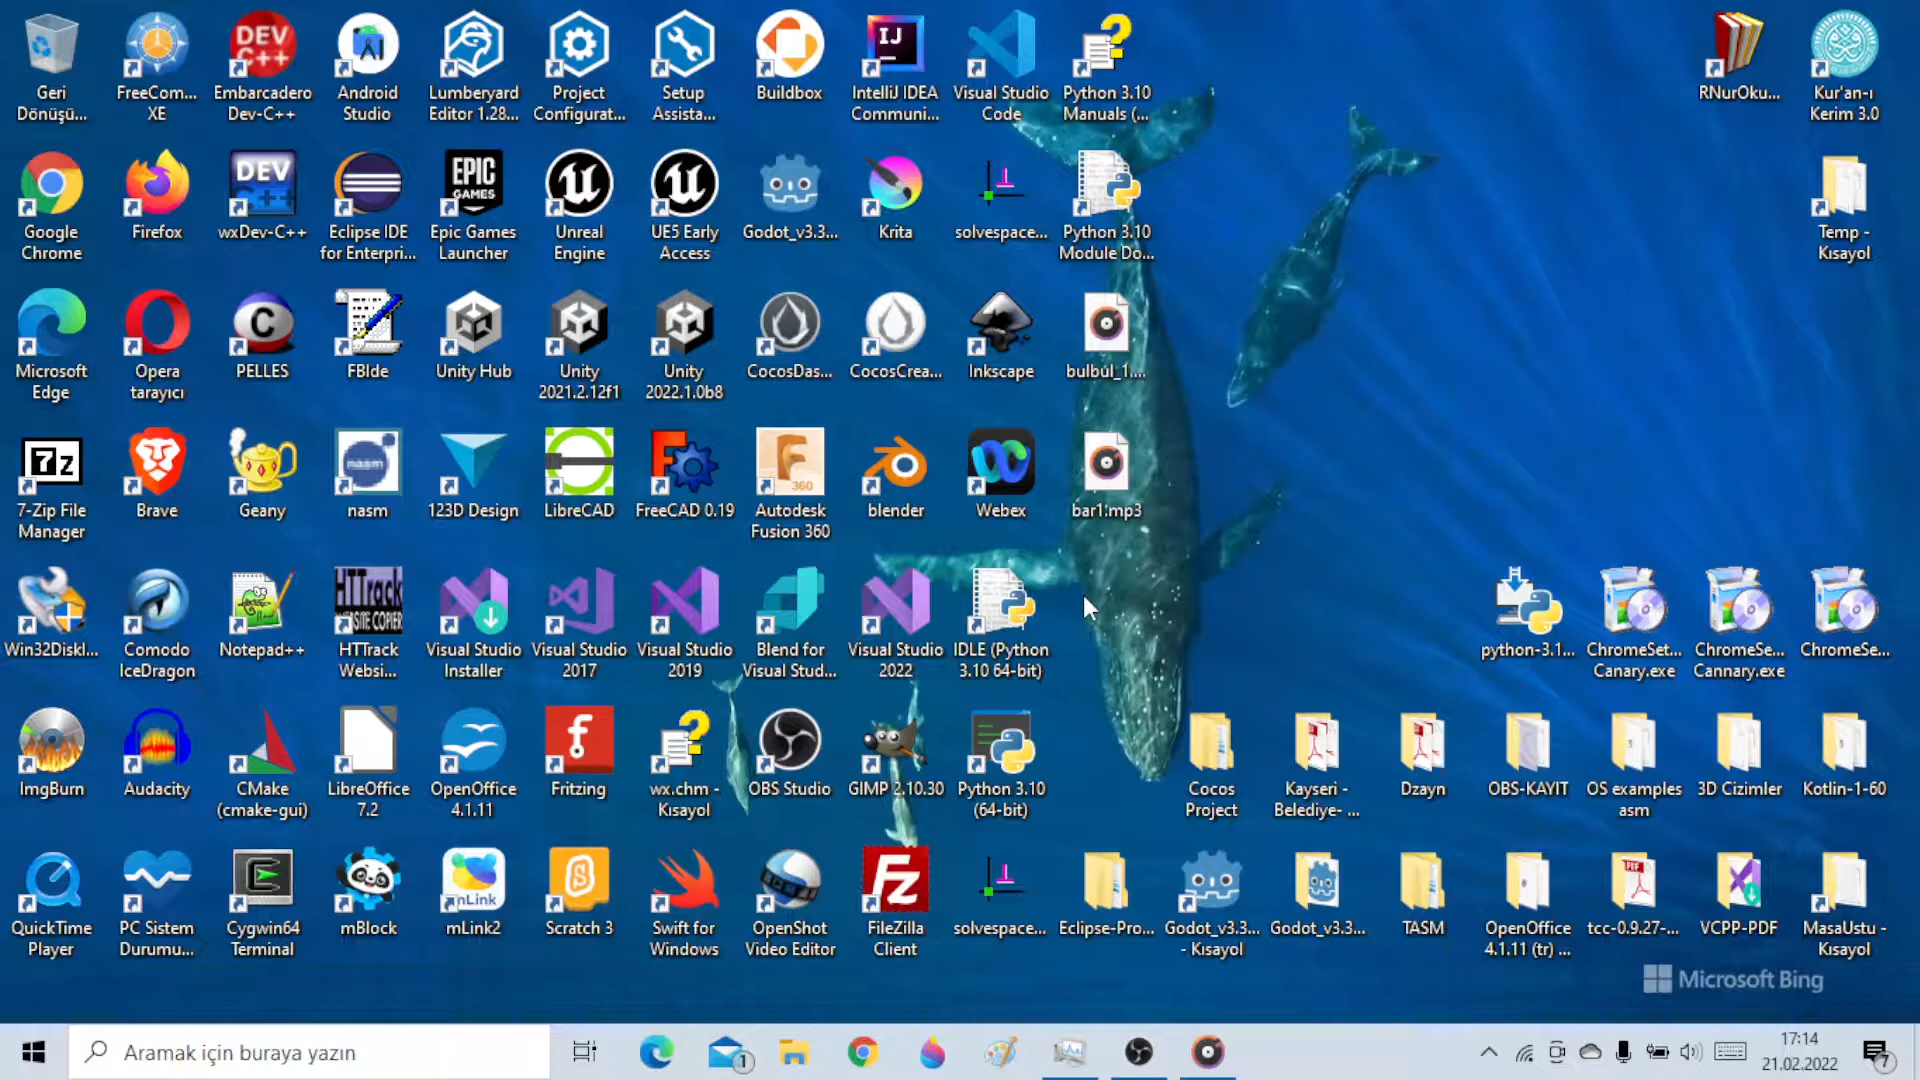 Geri
Dönüşü...
FreeCom...
XE
Embarcadero
Dev-C++
Android
Studio
Lumberyard
Editor 1.28...
Project
Configurat...
Setup
Assista...
Buildbox
IntelliJ IDEA
Communi...
Visual Studio
Code
Python 3.10
Manuals (...
RNurOku...
Kur'an-ı
Kerim 3.0
Google
Chrome
Firefox
wxDev-C++
Eclipse IDE
for Enterpri...
Epic Games
Launcher
Unreal
Engine
UE5 Early
Access
Godot_v3.3...
Krita
solvespace...
Python 3.10
Module Do...
Temp -
Kısayol
Microsoft
Edge
Opera
tarayıcı
PELLES
FBIde
Unity Hub
Unity
2021.2.12f1
Unity
2022.1.0b8
CocosDas...
CocosCrea...
Inkscape
bulbul_1....
7-Zip File
Manager
Brave
Geany
nasm
123D Design
LibreCAD
FreeCAD 0.19
Autodesk
Fusion 360
blender
Webex
bar1.mp3
Win32Diskl...
Comodo
IceDragon
Notepad++
HTTrack
Websi...
Visual Studio
Installer
Visual Studio
2017
Visual Studio
2019
Blend for
Visual Stud...
Visual Studio
2022
IDLE (Python
3.10 64-bit)
python-3.1...
ChromeSet...
Canary.exe
ChromeSe...
Cannary.exe
ChromeSe...
ImgBurn
Audacity
CMake
(cmake-gui)
LibreOffice
7.2
OpenOffice
4.1.11
Fritzing
wx.chm -
Kısayol
OBS Studio
GIMP 2.10.30
Python 3.10
(64-bit)
Cocos
Project
Kayseri -
Belediye- ...
Dzayn
OBS-KAYIT
OS examples
asm
3D Cizimler
Kotlin-1-60
QuickTime
Player
PC Sistem
Durumu...
Cygwin64
Terminal
mBlock
mLink2
Scratch 3
Swift for
Windows
OpenShot
Video Editor
FileZilla
Client
solvespace...
Eclipse-Pro...
Godot_v3.3...
- Kısayol
Godot_v3.3...
TASM
OpenOffice
4.1.11 (tr) ...
tcc-0.9.27-...
VCPP-PDF
MasaUstu -
Kısayol
Microsoft Bing
Aramak için buraya yazın
1
17:14
21.02.2022
7